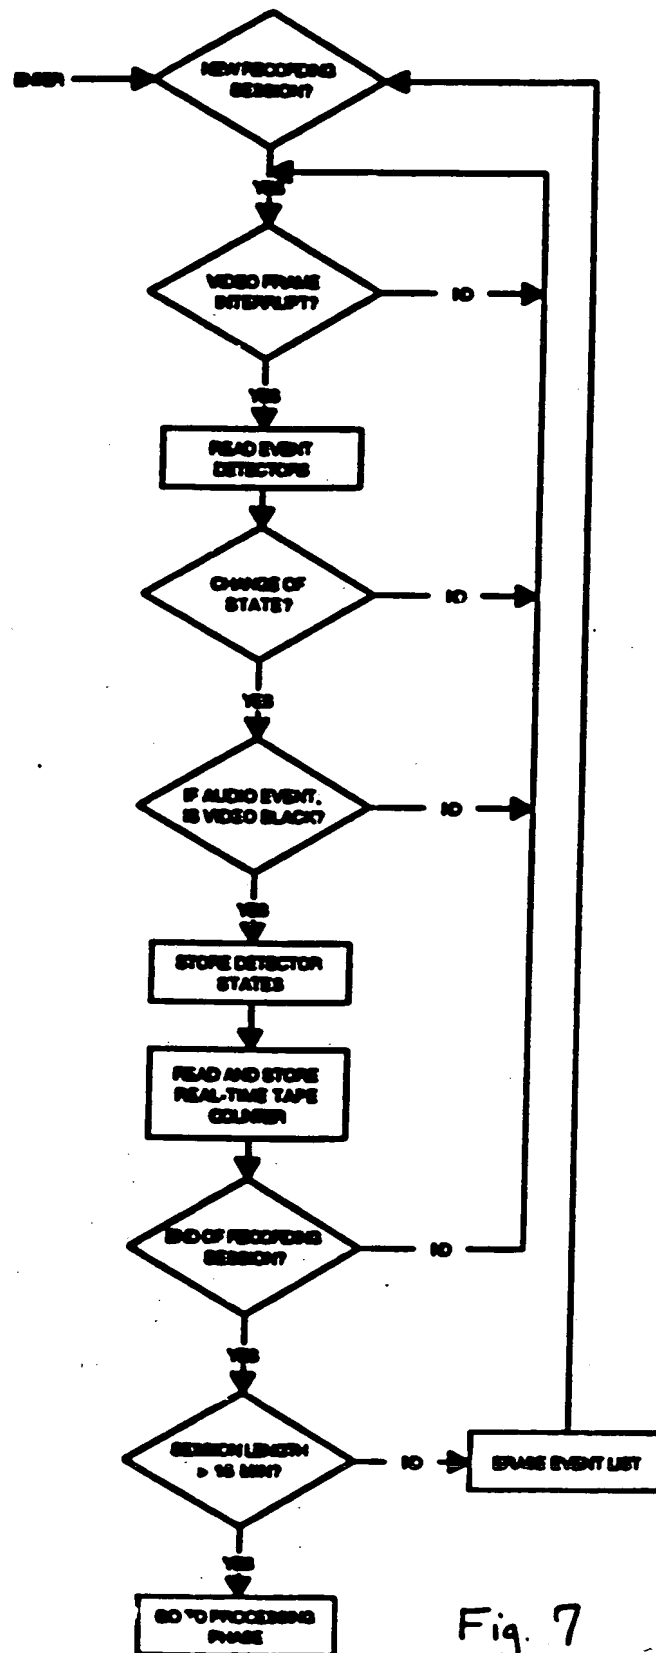 ENTER
NEW RECORDING
SESSION?
YES
VIDEO FRAME
INTERRUPT?
NO
YES
READ EVENT
DETECTORS
CHANGE OF
STATE?
NO
YES
IF AUDIO EVENT,
IS VIDEO BLACK?
NO
YES
STORE DETECTOR
STATES
READ AND STORE
REAL-TIME TAPE
COUNTER
END OF RECORDING
SESSION?
NO
YES
SESSION LENGTH
> 15 MIN?
NO
ERASE EVENT LIST
YES
GO TO PROCESSING
PHASE
Fig. 7